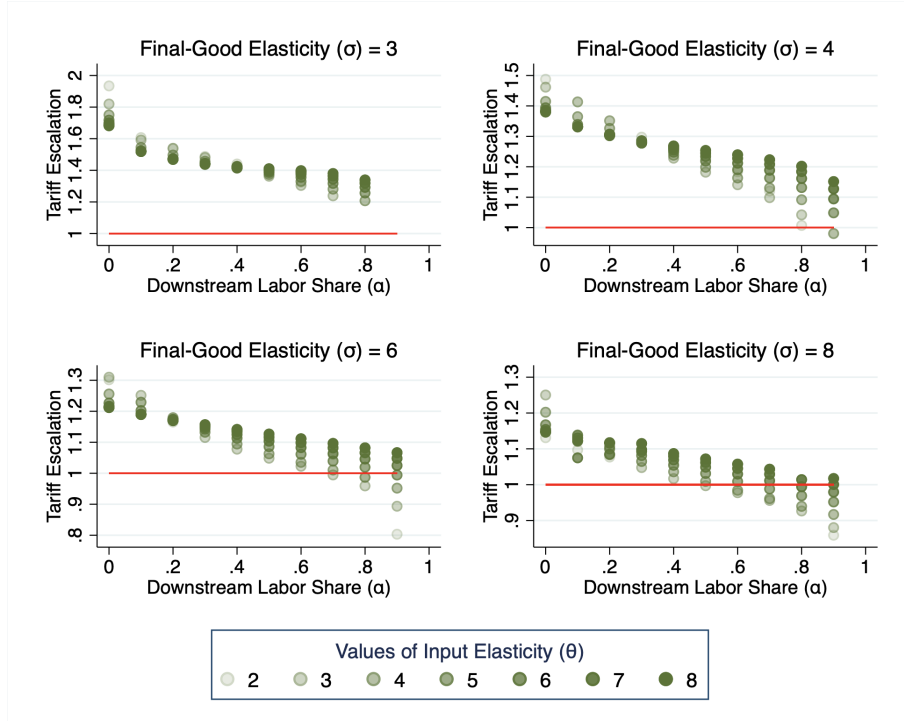 Final-Good Elasticity (σ) = 3
Tariff Escalation
2
1.8
1.6
1.4
1.2
1
0 .2 .4 .6 .8 1
Downstream Labor Share (α)
Final-Good Elasticity (σ) = 4
Tariff Escalation
1.5
1.4
1.3
1.2
1.1
1
0 .2 .4 .6 .8 1
Downstream Labor Share (α)
Final-Good Elasticity (σ) = 6
Tariff Escalation
1.3
1.2
1.1
1
.9
.8
0 .2 .4 .6 .8 1
Downstream Labor Share (α)
Final-Good Elasticity (σ) = 8
Tariff Escalation
1.3
1.2
1.1
1
.9
0 .2 .4 .6 .8 1
Downstream Labor Share (α)
Values of Input Elasticity (θ)
2 3 4 5 6 7 8